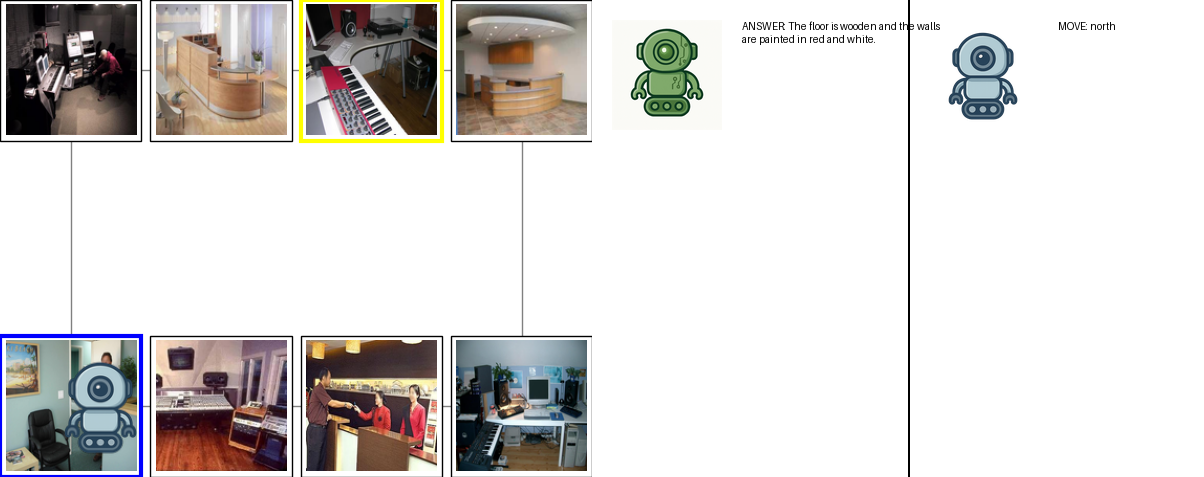 ANSWER: The floor is wooden and the walls
are painted in red and white.
MOVE: north